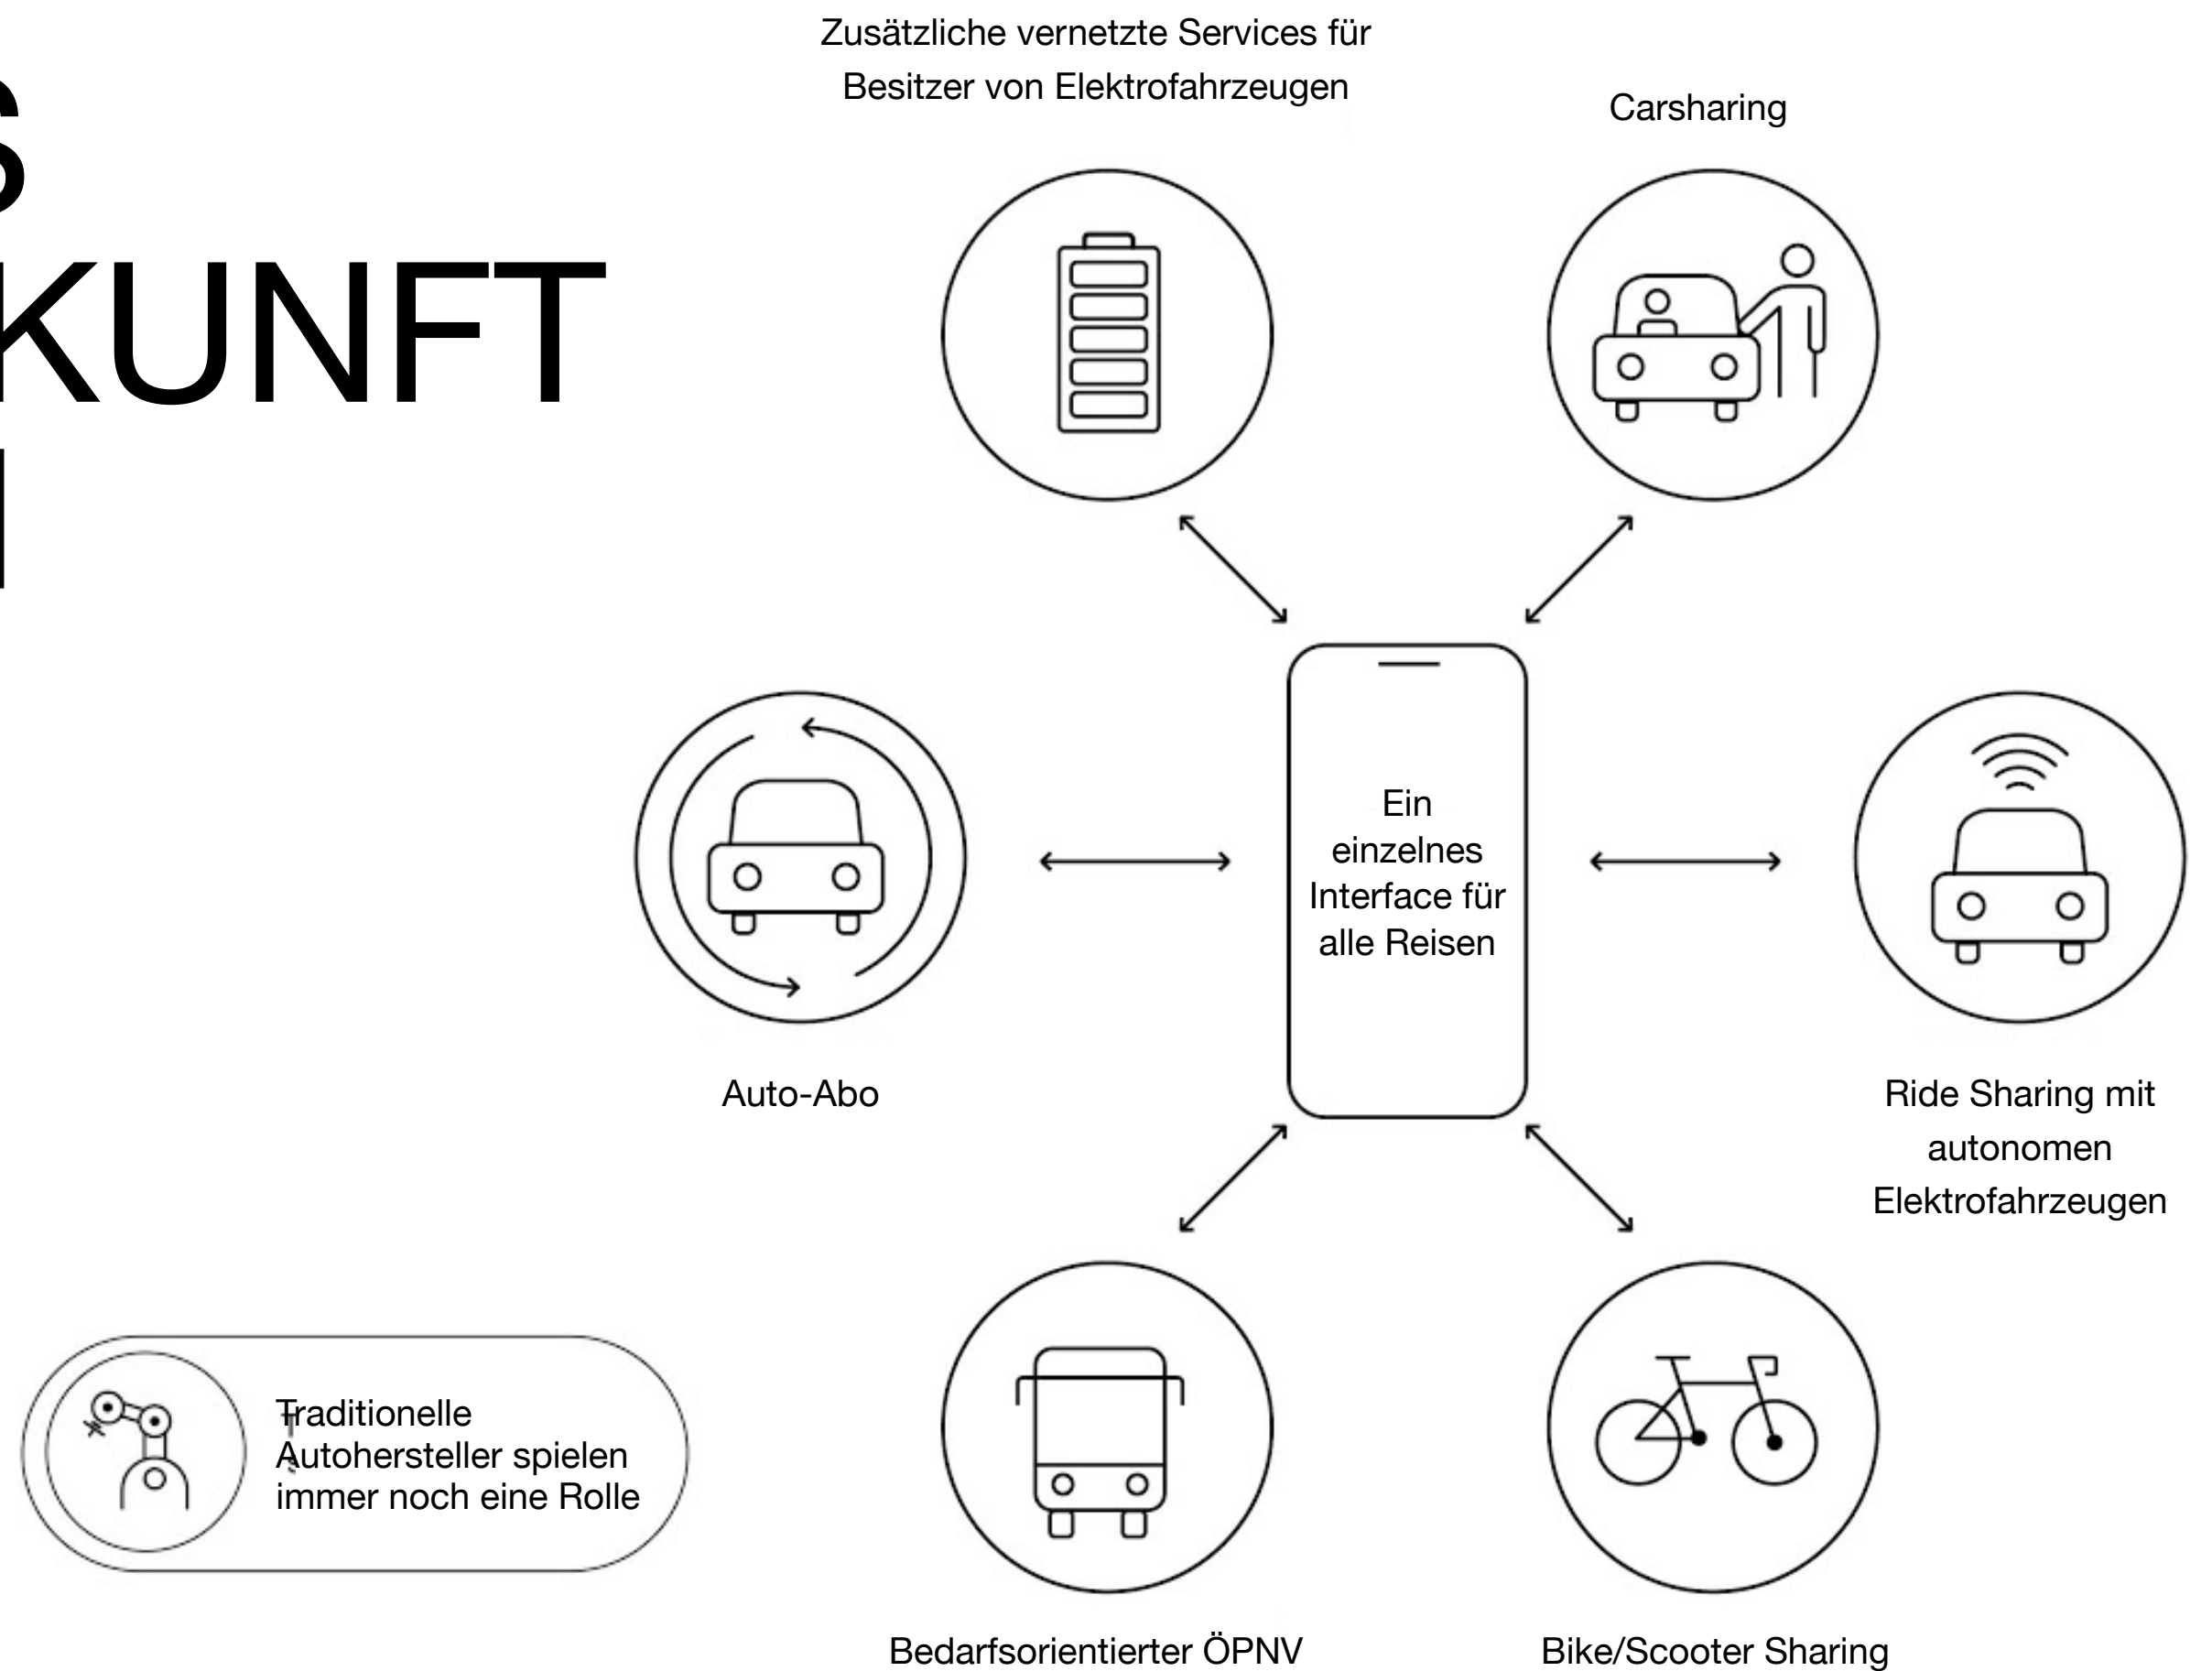 S
KUNFT
Zusätzliche vernetzte Services für
Besitzer von Elektrofahrzeugen
Carsharing
Ein
einzelnes
Interface für
alle Reisen
Auto-Abo
Ride Sharing mit
autonomen
Elektrofahrzeugen
Traditionelle
Autohersteller spielen
immer noch eine Rolle
Bedarfsorientierter ÖPNV
Bike/Scooter Sharing